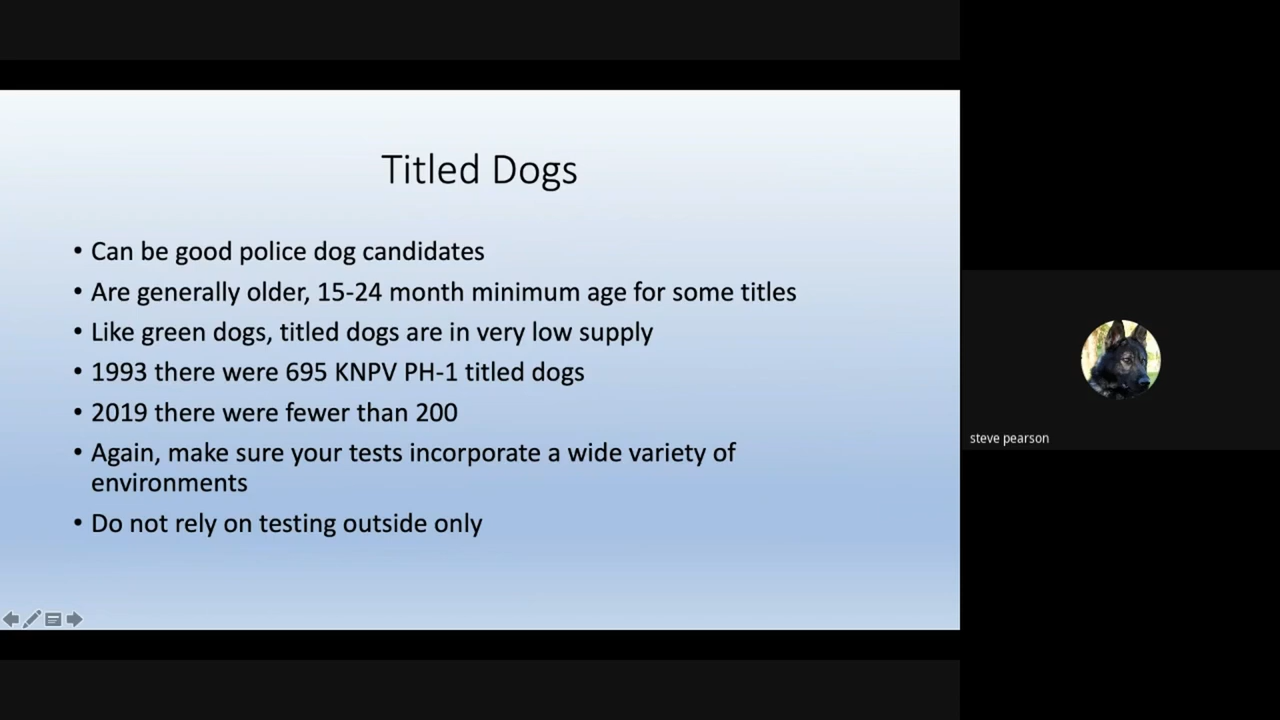 Titled Dogs
• Can be good police dog candidates
• Are generally older, 15-24 month minimum age for some titles
• Like green dogs, titled dogs are in very low supply
• 1993 there were 695 KNPV PH-1 titled dogs
• 2019 there were fewer than 200
• Again, make sure your tests incorporate a wide variety of
environments
• Do not rely on testing outside only
steve pearson